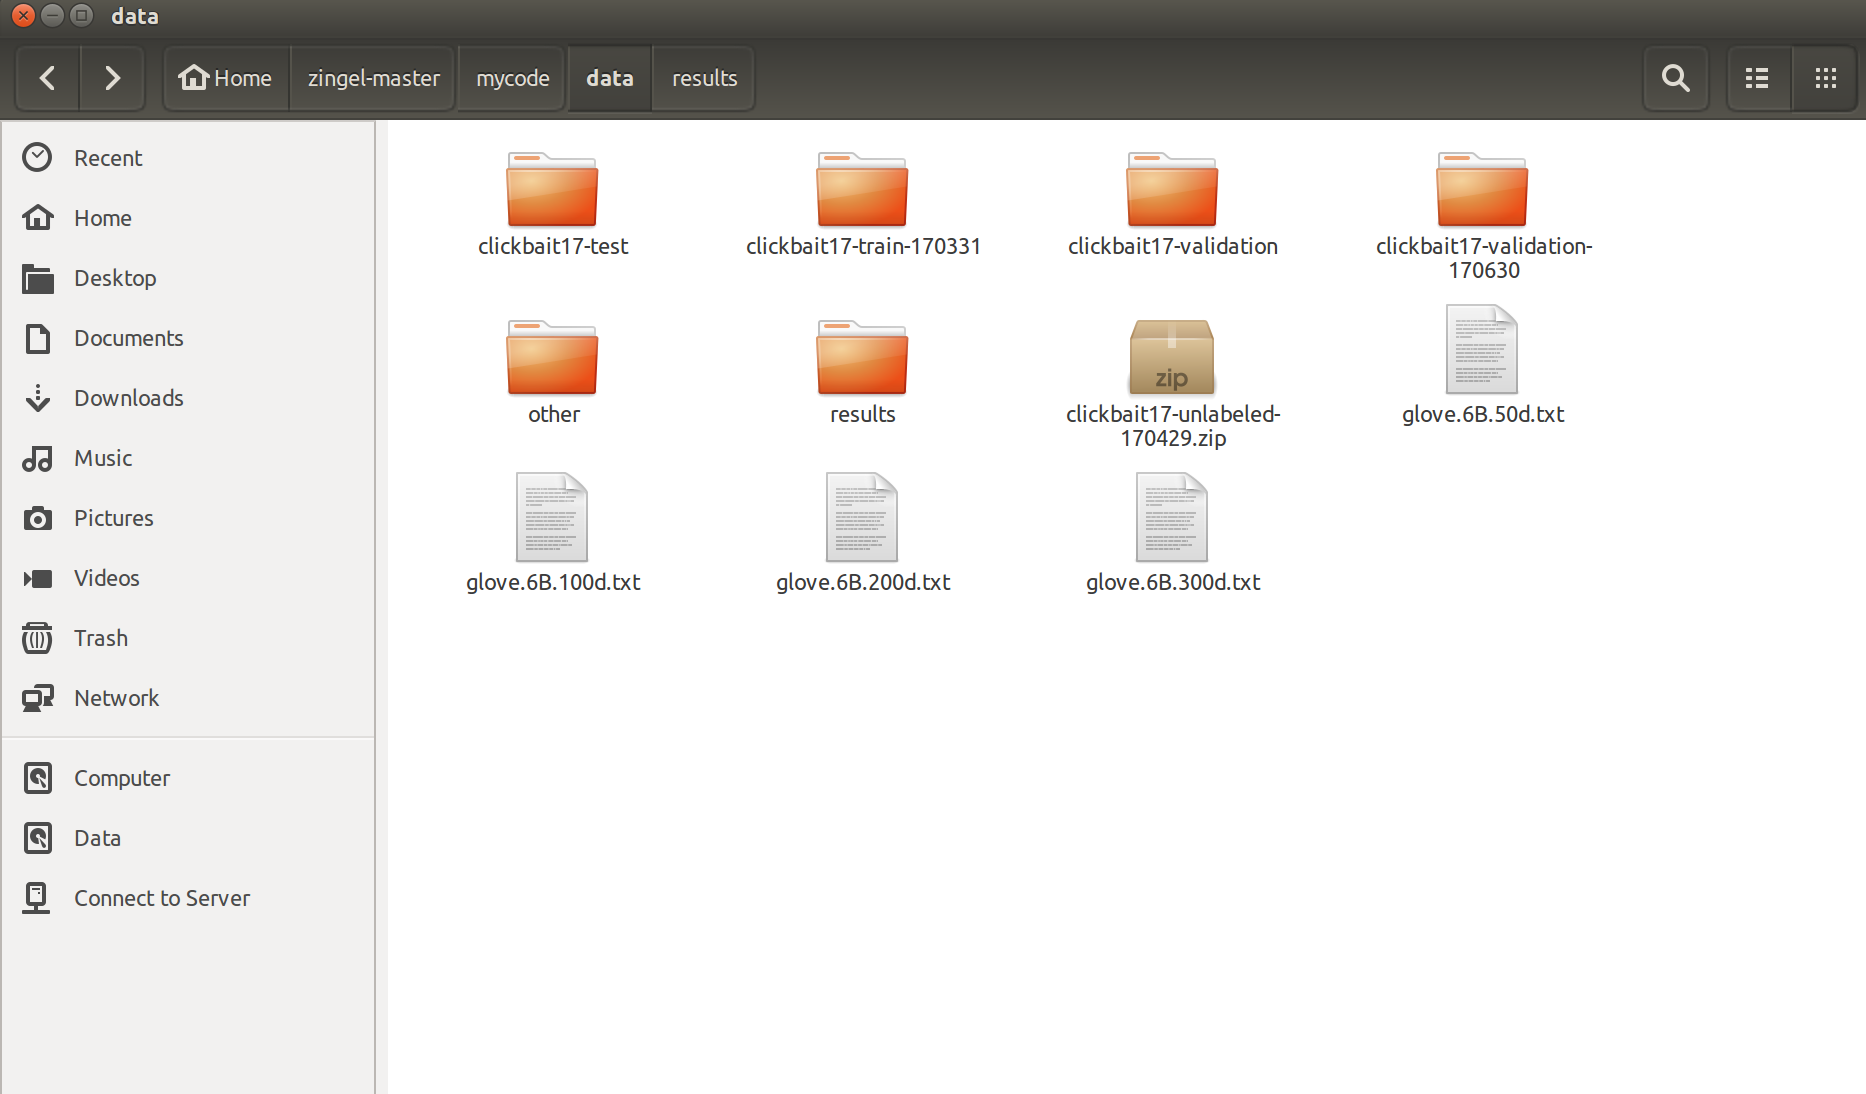 data
Home
zingel-master
mycode
data
results
Recent
Home
Desktop
Documents
Downloads
Music
Pictures
Videos
Trash
Network
Computer
Data
Connect to Server
clickbait17-test
clickbait17-train-170331
clickbait17-validation
clickbait17-validation-
170630
other
results
zip
clickbait17-unlabeled-
170429.zip
glove.6B.50d.txt
glove.6B.100d.txt
glove.6B.200d.txt
glove.6B.300d.txt